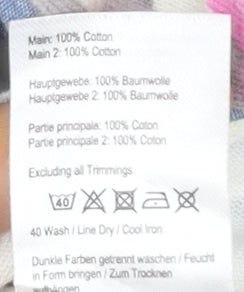 Main: 100% Cotton
Main 2: 100% Cotton
Hauptgewebe: 100% Baumwolle
Hauptgewebe 2: 100% Baumwolle
Partie principale: 100% Coton
Partie principale 2: 100% Coton
Excluding all Trimmings
40
40 Wash / Line Dry / Cool Iron
Dunkle Farben getrennt waschen / Feucht
in Form bringen / Zum Trocknen
aufhängen